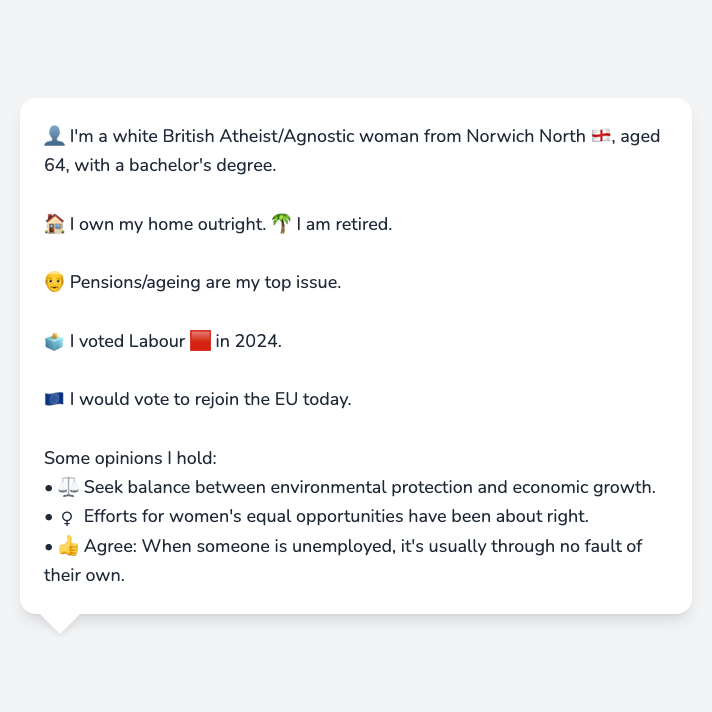 👤 I'm a white British Atheist/Agnostic woman from Norwich North 🏴󠁧󠁢󠁥󠁮󠁧󠁿, aged
64, with a bachelor's degree.
🏠 I own my home outright. 🌴 I am retired.
👴 Pensions/ageing are my top issue.
🗳️ I voted Labour 🟥 in 2024.
🇪🇺 I would vote to rejoin the EU today.
Some opinions I hold:
• ⚖️ Seek balance between environmental protection and economic growth.
• ♀ Efforts for women's equal opportunities have been about right.
• 👍 Agree: When someone is unemployed, it's usually through no fault of
their own.